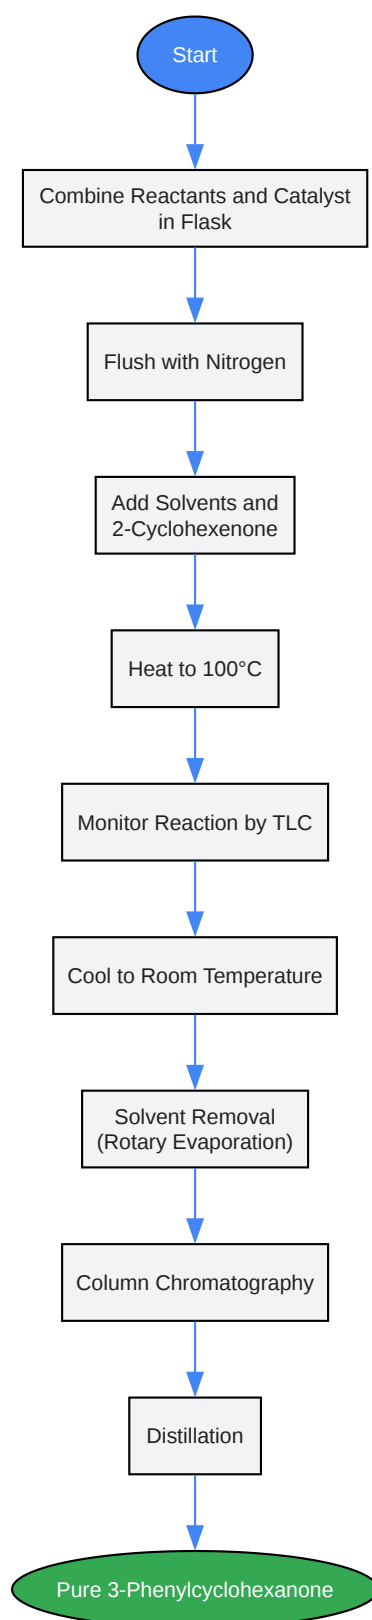 Start
Combine Reactants and Catalyst
in Flask
Flush with Nitrogen
Add Solvents and
2-Cyclohexenone
Heat to 100°C
Monitor Reaction by TLC
Cool to Room Temperature
Solvent Removal
(Rotary Evaporation)
Column Chromatography
Distillation
Pure 3-Phenylcyclohexanone